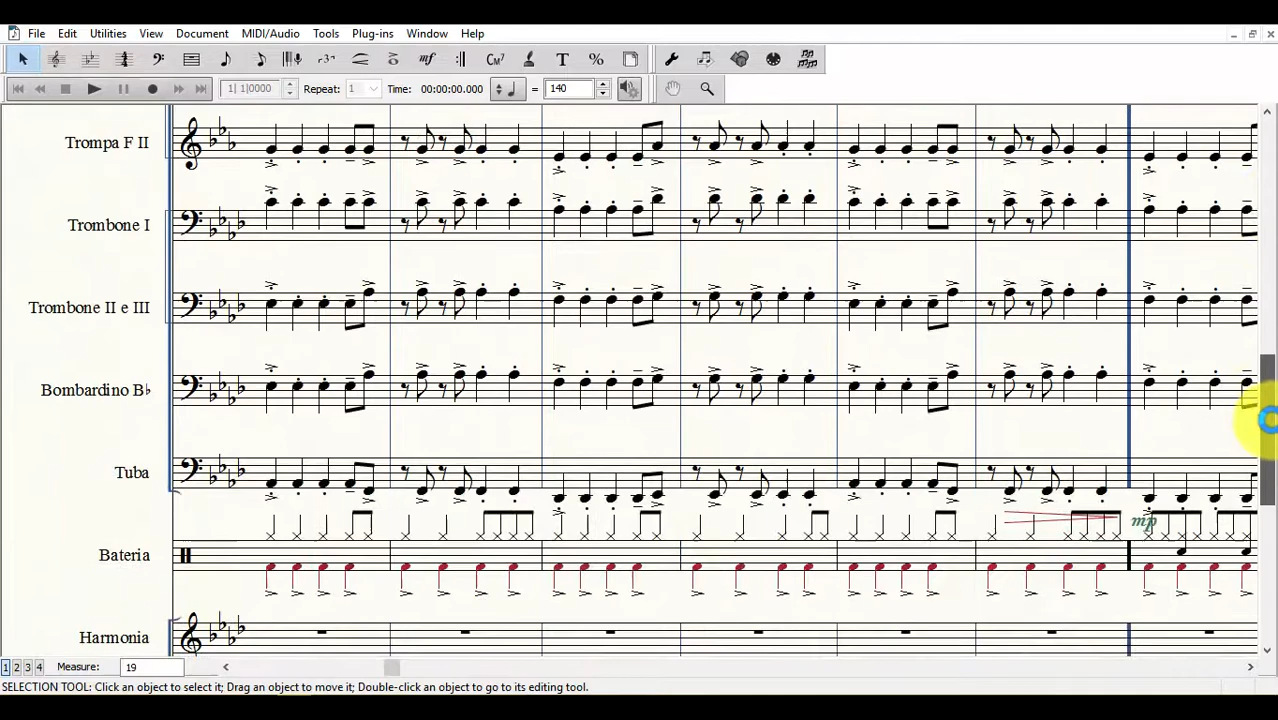 File Edit Utilities View Document MIDI/Audio Tools Plug-ins Window Help
-3- mf CM7 T %
1| 1|0000 Repeat: 1 Time: 00:00:00.000 = 140
Trompa F II
Trombone I
Trombone II e III
Bombardino B♭
Tuba
mp
Bateria
Harmonia
1 2 3 4 Measure: 19
SELECTION TOOL: Click an object to select it; Drag an object to move it; Double-click an object to go to its editing tool.